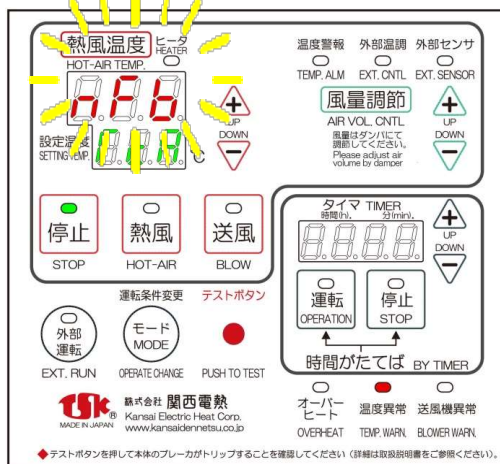 熱風温度
HOT-AIR TEMP.
ヒータ
HEATER
nFb
設定温度
SETTING TEMP.
℃
UP
DOWN
温度警報
TEMP. ALM
外部温調
EXT. CNTL
外部センサ
EXT. SENSOR
風量調節
AIR VOL. CNTL
風量はダンパにて
調節してください。
Please adjust air
volume by damper
UP
DOWN
停止
STOP
熱風
HOT-AIR
送風
BLOW
タイマ TIMER
時間(h). 分(min).
8.8.8.8
UP
DOWN
運転
OPERATION
停止
STOP
時間がたてば BY TIMER
外部
運転
EXT. RUN
運転条件変更
モード
MODE
OPERATE CHANGE
テストボタン
PUSH TO TEST
TSK
®
MADE IN JAPAN
株式会社 関西電熱
Kansai Electric Heat Corp.
www.kansaidennetsu.co.jp
オーバー
ヒート
OVERHEAT
温度異常
TEMP. WARN.
送風機異常
BLOWER WARN.
◆テストボタンを押して本体のブレーカがトリップすることを確認してください（詳細は取扱説明書をご参照ください）。